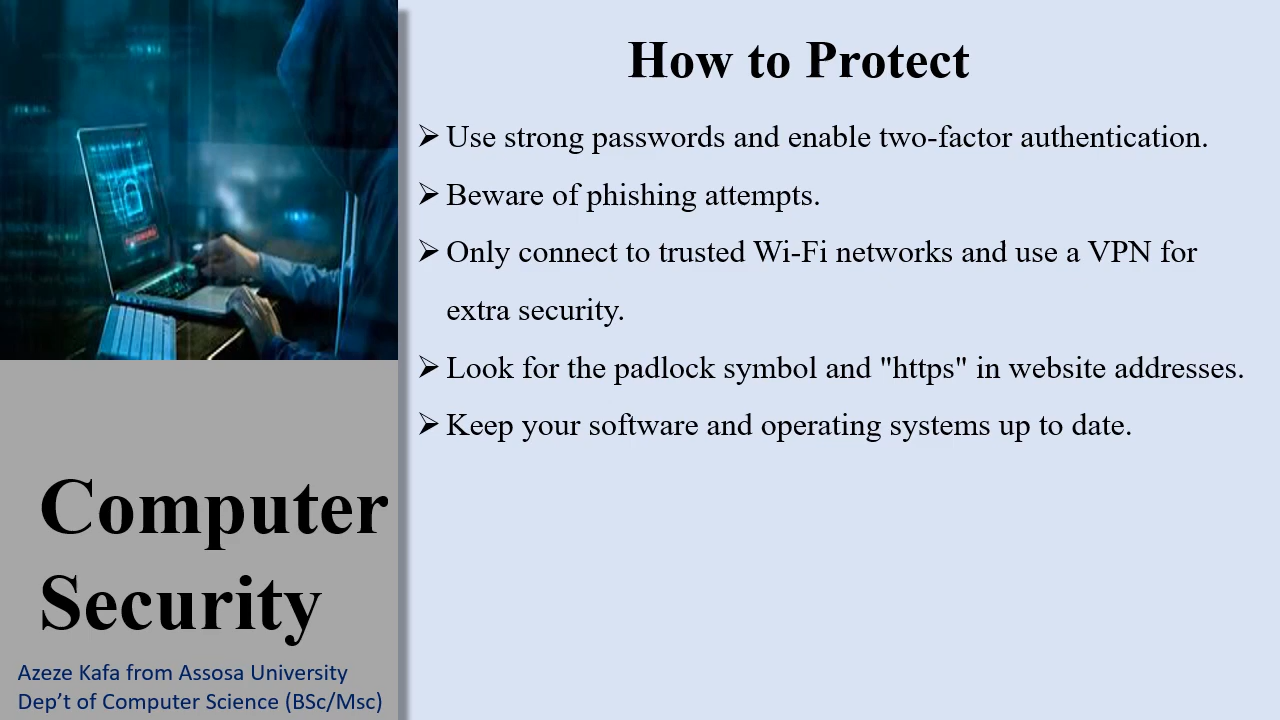 How to Protect
➢ Use strong passwords and enable two-factor authentication.
➢ Beware of phishing attempts.
➢ Only connect to trusted Wi-Fi networks and use a VPN for
extra security.
➢ Look for the padlock symbol and "https" in website addresses.
➢ Keep your software and operating systems up to date.
Computer
Security
Azeze Kafa from Assosa University
Dep’t of Computer Science (BSc/Msc)